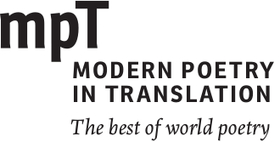 mpT
MODERN POETRY
IN TRANSLATION
The best of world poetry